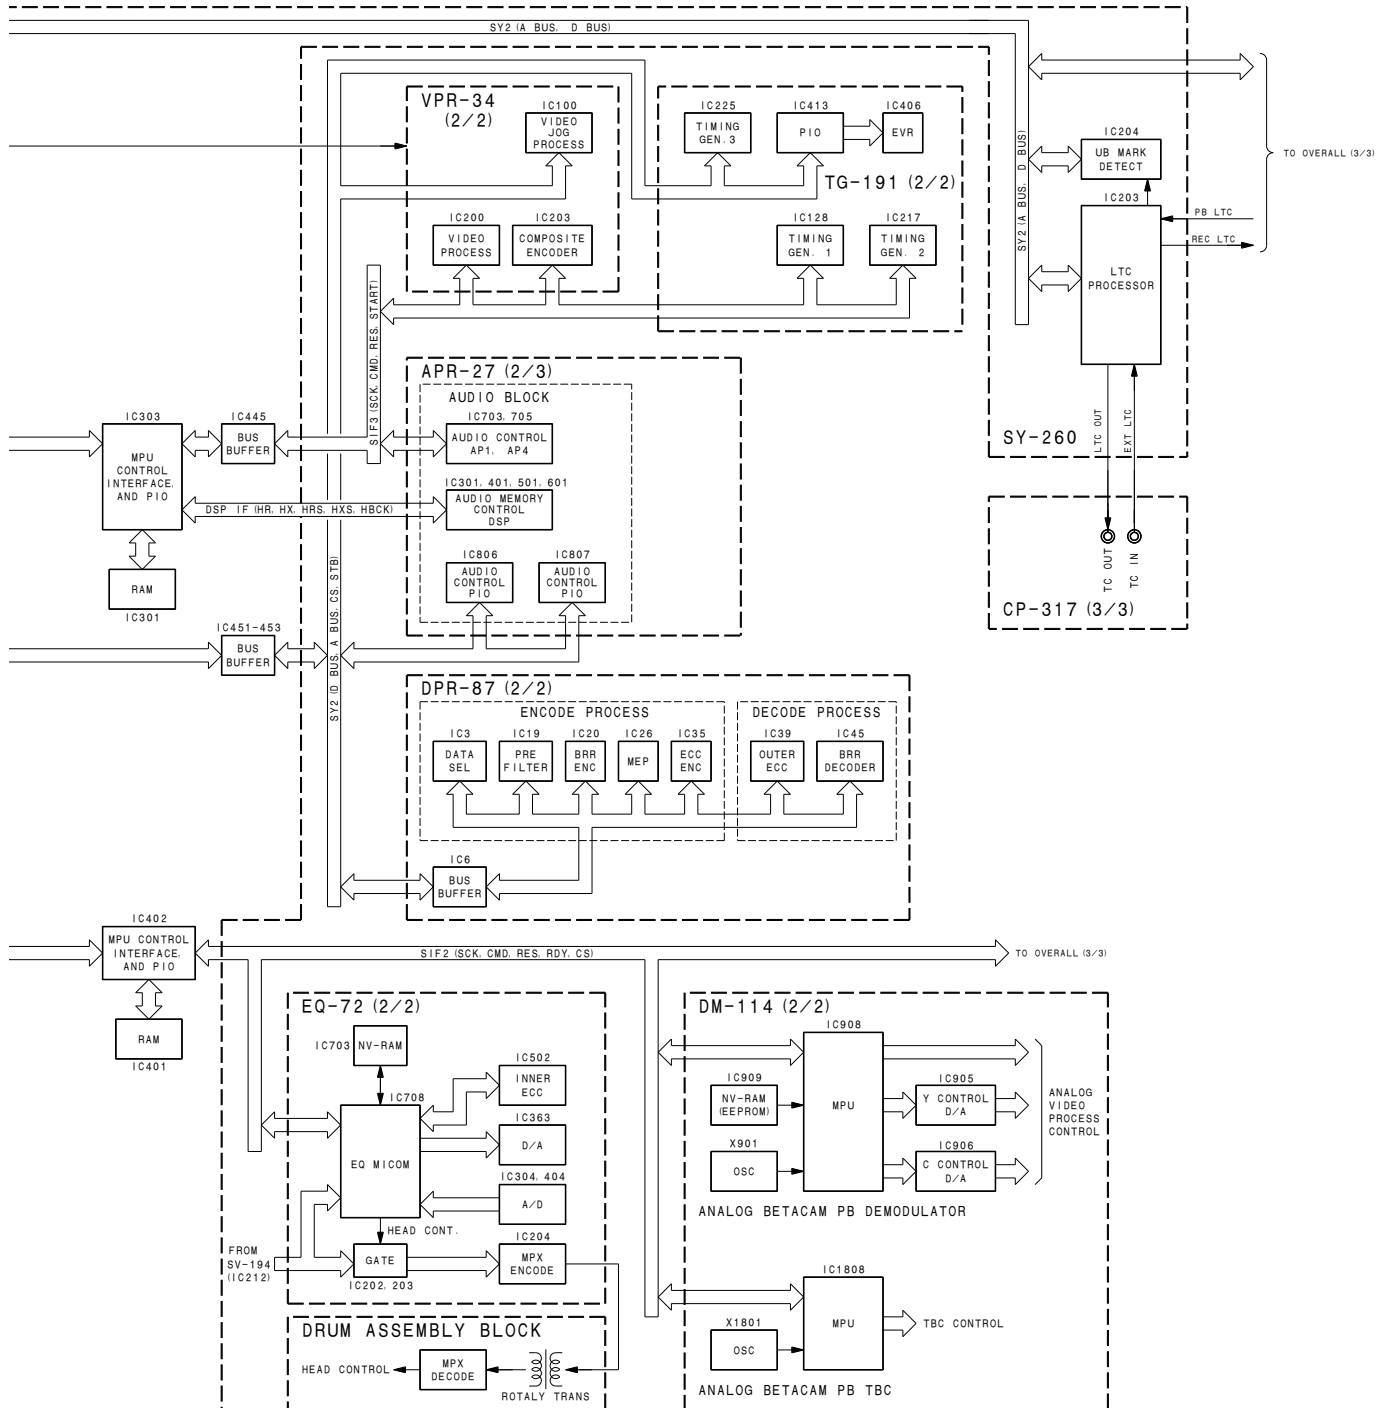 SY2 (A BUS, D BUS)
VPR-34
(2/2)
IC100
VIDEO
JOG
PROCESS
IC200
VIDEO
PROCESS
IC203
COMPOSITE
ENCODER
IC225
TIMING
GEN.3
IC413
PIO
IC406
EVR
TG-191 (2/2)
IC128
TIMING
GEN. 1
IC217
TIMING
GEN. 2
SY2 (A BUS, D BUS)
IC204
UB MARK
DETECT
IC203
LTC
PROCESSOR
PB LTC
REC LTC
TO OVERALL (3/3)
LTC OUT
EXT LTC
SY-260
TC OUT
TC IN
CP-317 (3/3)
SIF3 (SCK, CMD, RES, START)
APR-27 (2/3)
AUDIO BLOCK
IC703, 705
AUDIO CONTROL
AP1, AP4
IC301, 401, 501, 601
AUDIO MEMORY
CONTROL
DSP
IC806
AUDIO
CONTROL
PIO
IC807
AUDIO
CONTROL
PIO
IC303
MPU
CONTROL
INTERFACE,
AND PIO
IC445
BUS
BUFFER
DSP IF (HR, HX, HRS, HXS, HBCK)
RAM
IC301
IC451-453
BUS
BUFFER
SY2 (D BUS, A BUS, CS, STB)
DPR-87 (2/2)
ENCODE PROCESS
IC3
DATA
SEL
IC19
PRE
FILTER
IC20
BRR
ENC
IC26
MEP
IC35
ECC
ENC
DECODE PROCESS
IC39
OUTER
ECC
IC45
BRR
DECODER
IC6
BUS
BUFFER
IC402
MPU CONTROL
INTERFACE,
AND PIO
RAM
IC401
SIF2 (SCK, CMD, RES, RDY, CS)
TO OVERALL (3/3)
EQ-72 (2/2)
IC703
NV-RAM
IC708
EQ MICOM
IC502
INNER
ECC
IC363
D/A
IC304, 404
A/D
HEAD CONT.
IC204
MPX
ENCODE
FROM
SV-194
(IC212)
GATE
IC202, 203
DRUM ASSEMBLY BLOCK
HEAD CONTROL
MPX
DECODE
ROTALY TRANS
DM-114 (2/2)
IC908
MPU
IC909
NV-RAM
(EEPROM)
X901
OSC
IC905
Y CONTROL
D/A
IC906
C CONTROL
D/A
ANALOG
VIDEO
PROCESS
CONTROL
ANALOG BETACAM PB DEMODULATOR
IC1808
MPU
X1801
OSC
TBC CONTROL
ANALOG BETACAM PB TBC